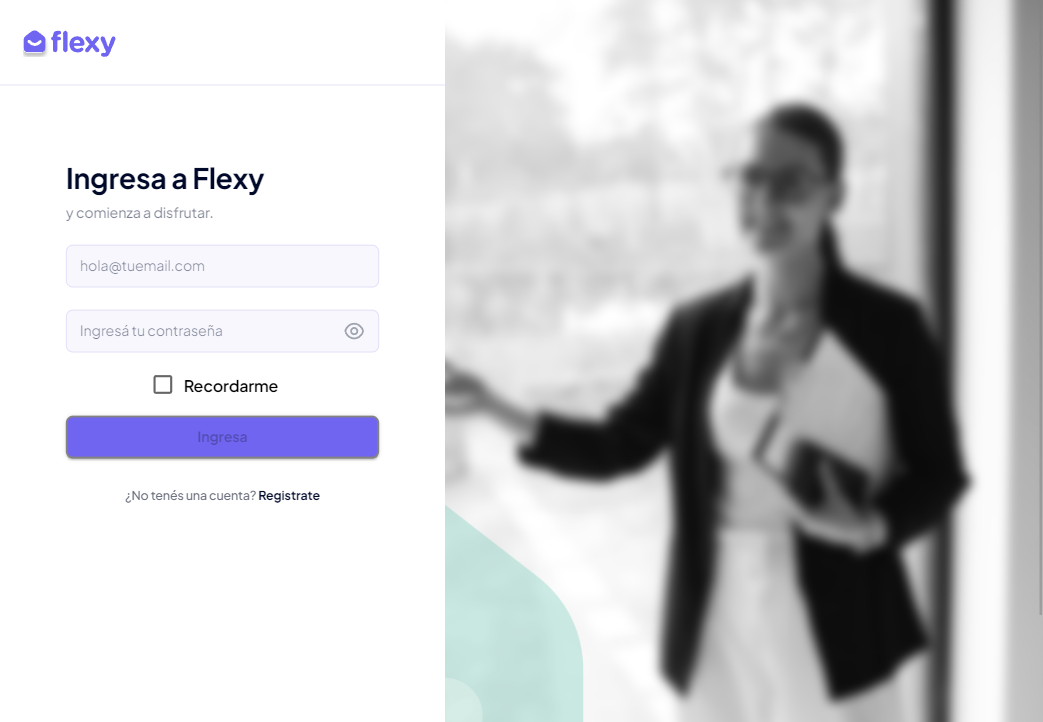 flexy
Ingresa a Flexy
y comienza a disfrutar.
hola@tuemail.com
Ingresá tu contraseña
Recordarme
Ingresa
¿No tenés una cuenta? Registrate